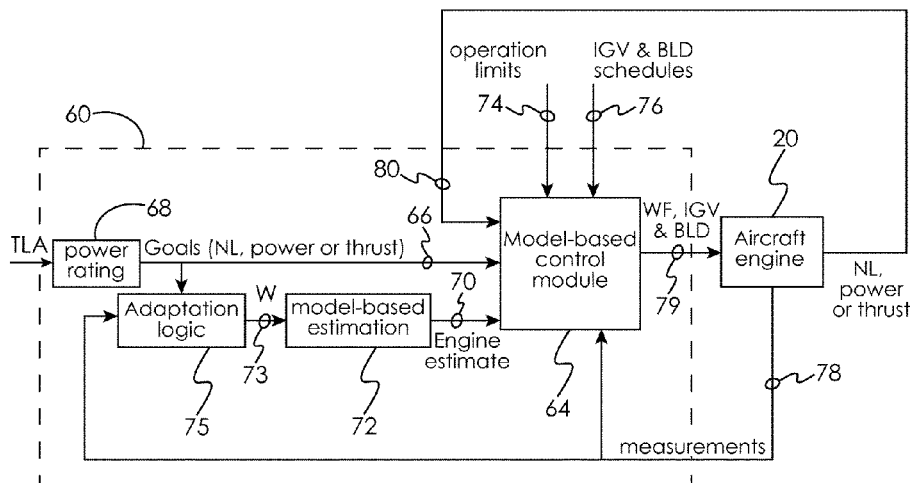 operation
limits
IGV & BLD
schedules
74
76
60
20
80
68
66
WF, IGV
& BLD
TLA
power
rating
Goals (NL, power or thrust)
Model-based
control
module
Aircraft
engine
79
NL,
power
or thrust
W
70
Adaptation
logic
model-based
estimation
73
Engine
estimate
75
72
64
78
measurements